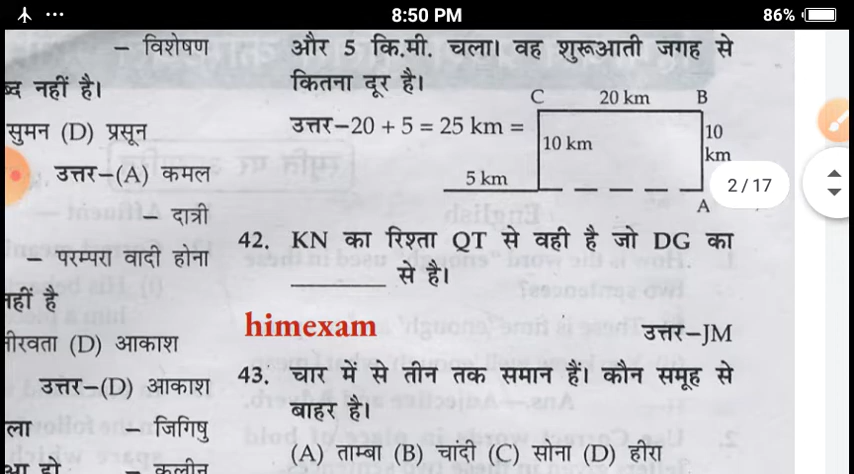 8:50 PM
86%
– विशेषण
ब्द नहीं है।
सुमन (D) प्रसून
उत्तर–(A) कमल
– दात्री
– परम्परा वादी होना
नहीं है
नीरवता (D) आकाश
उत्तर–(D) आकाश
ला – जिगिषु
– कुलीन
और 5 कि.मी. चला। वह शुरूआती जगह से
कितना दूर है।
उत्तर–20 + 5 = 25 km =
C 20 km B
10 km
10 km
5 km
A
2 / 17
42. KN का रिश्ता QT से वही है जो DG का
________ से है।
himexam
उत्तर–JM
43. चार में से तीन तक समान हैं। कौन समूह से
बाहर है।
(A) ताम्बा (B) चांदी (C) सोना (D) हीरा